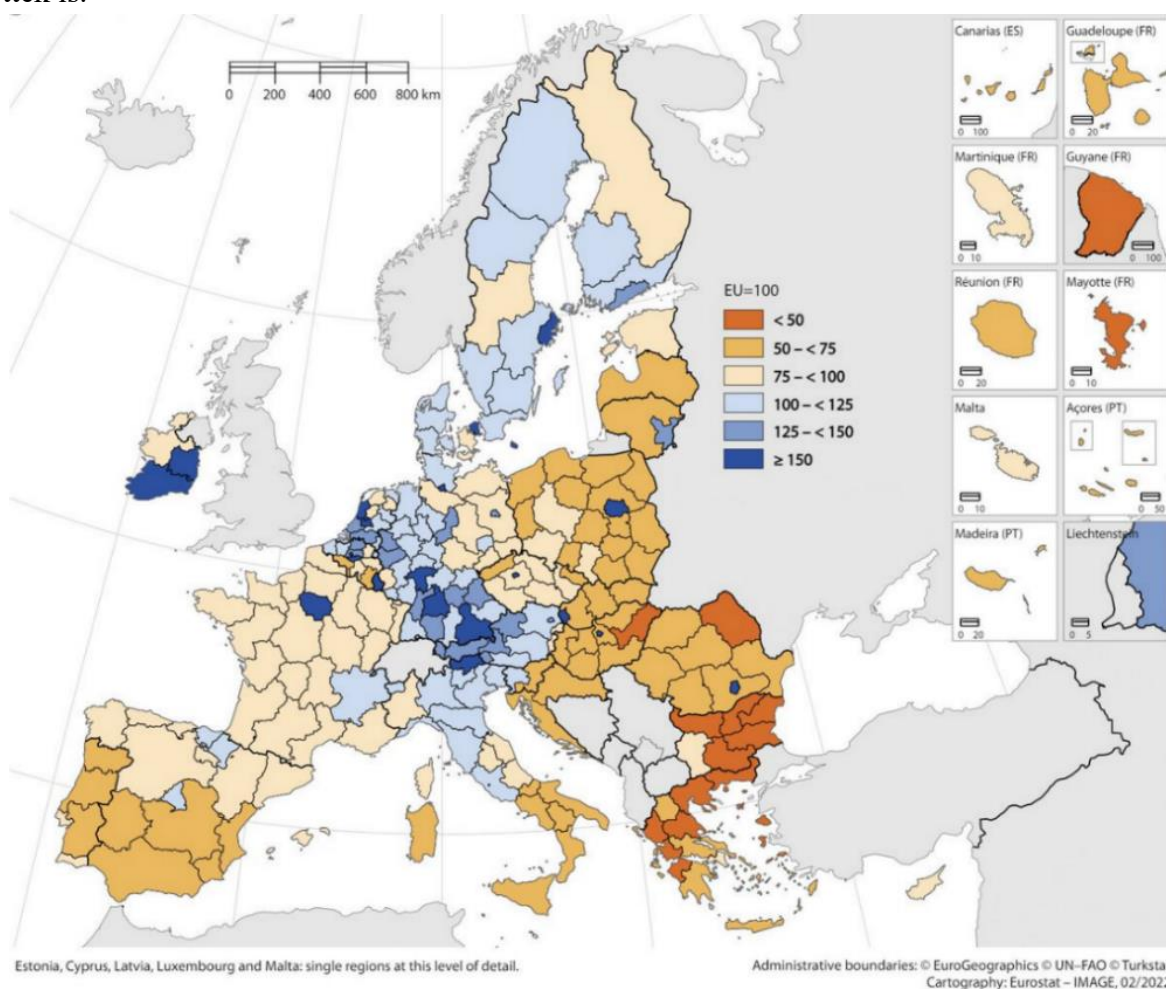 0 200 400 600 800 km
Canarias (ES)
0 100
Guadeloupe (FR)
0 20
Martinique (FR)
0 10
Guyane (FR)
0 100
Réunion (FR)
0 20
Mayotte (FR)
0 10
Malta
0 10
Açores (PT)
0 50
Madeira (PT)
0 20
Liechtenstein
0 5
EU=100
< 50
50 – < 75
75 – < 100
100 – < 125
125 – < 150
≥ 150
Estonia, Cyprus, Latvia, Luxembourg and Malta: single regions at this level of detail.
Administrative boundaries: © EuroGeographics © UN–FAO © Turksta
Cartography: Eurostat – IMAGE, 02/2022